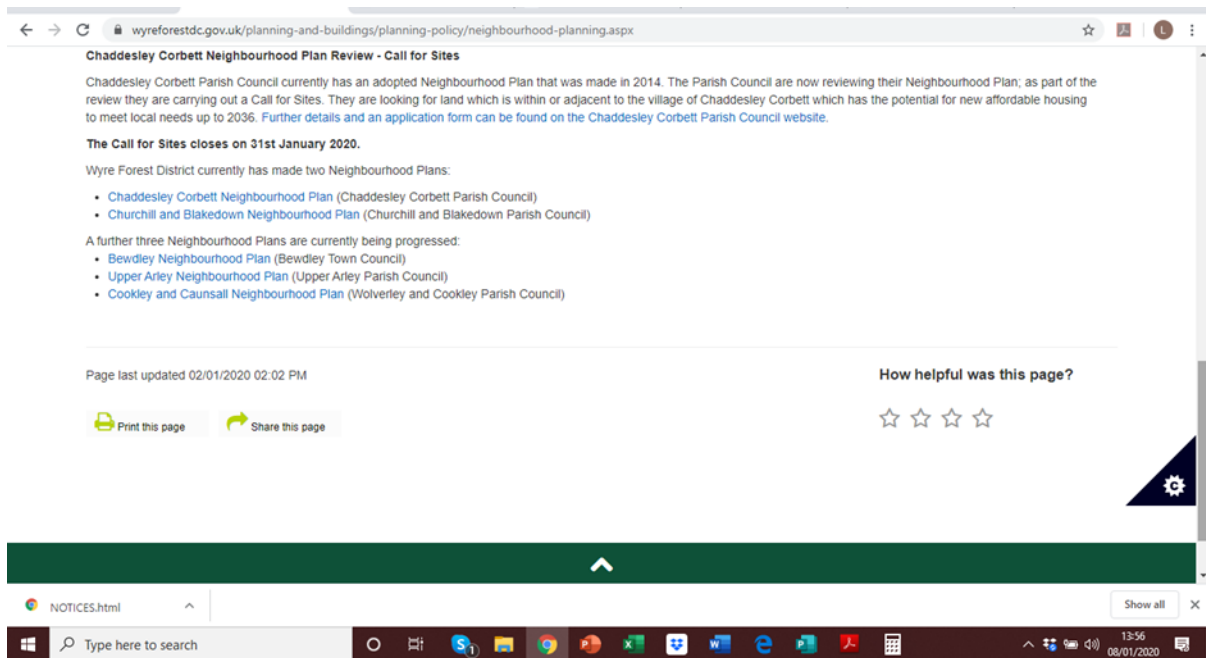 wyreforestdc.gov.uk/planning-and-buildings/planning-policy/neighbourhood-planning.aspx
L
Chaddesley Corbett Neighbourhood Plan Review - Call for Sites
Chaddesley Corbett Parish Council currently has an adopted Neighbourhood Plan that was made in 2014. The Parish Council are now reviewing their Neighbourhood Plan; as part of the
review they are carrying out a Call for Sites. They are looking for land which is within or adjacent to the village of Chaddesley Corbett which has the potential for new affordable housing
to meet local needs up to 2036. Further details and an application form can be found on the Chaddesley Corbett Parish Council website.
The Call for Sites closes on 31st January 2020.
Wyre Forest District currently has made two Neighbourhood Plans:
• Chaddesley Corbett Neighbourhood Plan (Chaddesley Corbett Parish Council)
• Churchill and Blakedown Neighbourhood Plan (Churchill and Blakedown Parish Council)
A further three Neighbourhood Plans are currently being progressed:
• Bewdley Neighbourhood Plan (Bewdley Town Council)
• Upper Arley Neighbourhood Plan (Upper Arley Parish Council)
• Cookley and Caunsall Neighbourhood Plan (Wolverley and Cookley Parish Council)
Page last updated 02/01/2020 02:02 PM
How helpful was this page?
Print this page
Share this page
NOTICES.html
Show all
Type here to search
13:56
08/01/2020